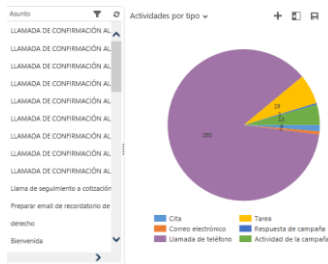 Asunto
Actividades por tipo
LLAMADA DE CONFIRMACIÓN AL
LLAMADA DE CONFIRMACIÓN AL
LLAMADA DE CONFIRMACIÓN AL
LLAMADA DE CONFIRMACIÓN AL
LLAMADA DE CONFIRMACIÓN AL
LLAMADA DE CONFIRMACIÓN AL
LLAMADA DE CONFIRMACIÓN AL
LLAMADA DE CONFIRMACIÓN AL
Llama de seguimiento a cotización
Preparar email de recordatorio de
derecho
Bienvenida
280
Cita
Tarea
Correo electrónico
Respuesta de campaña
Llamada de teléfono
Actividad de la campaña